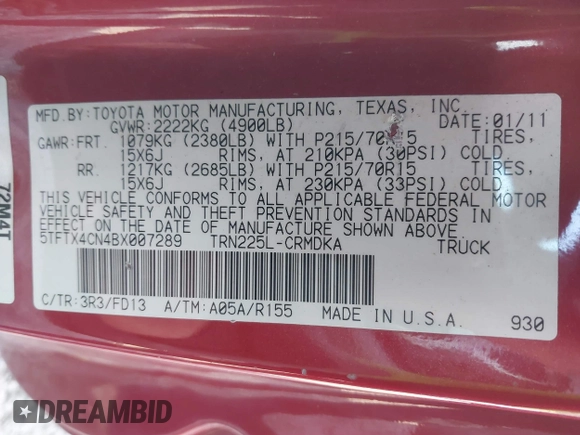 MFD.BY:TOYOTA MOTOR MANUFACTURING, TEXAS, INC.
GVWR:2222KG (4900LB) DATE:01/11
GAWR:FRT. 1079KG (2380LB) WITH P215/70R15 TIRES,
15X6J RIMS, AT 210KPA (30PSI) COLD,
RR. 1217KG (2685LB) WITH P215/70R15 TIRES,
15X6J RIMS, AT 230KPA (33PSI) COLD.
THIS VEHICLE CONFORMS TO ALL APPLICABLE FEDERAL MOTOR
VEHICLE SAFETY AND THEFT PREVENTION STANDARDS IN
EFFECT ON THE DATE OF MANUFACTURE SHOWN ABOVE.
5TFTX4CN4BX007289 TRN225L-CRMDKA TRUCK
C/TR:3R3/FD13 A/TM:A05A/R155 MADE IN U.S.A. 930
72M4T
DREAMBID